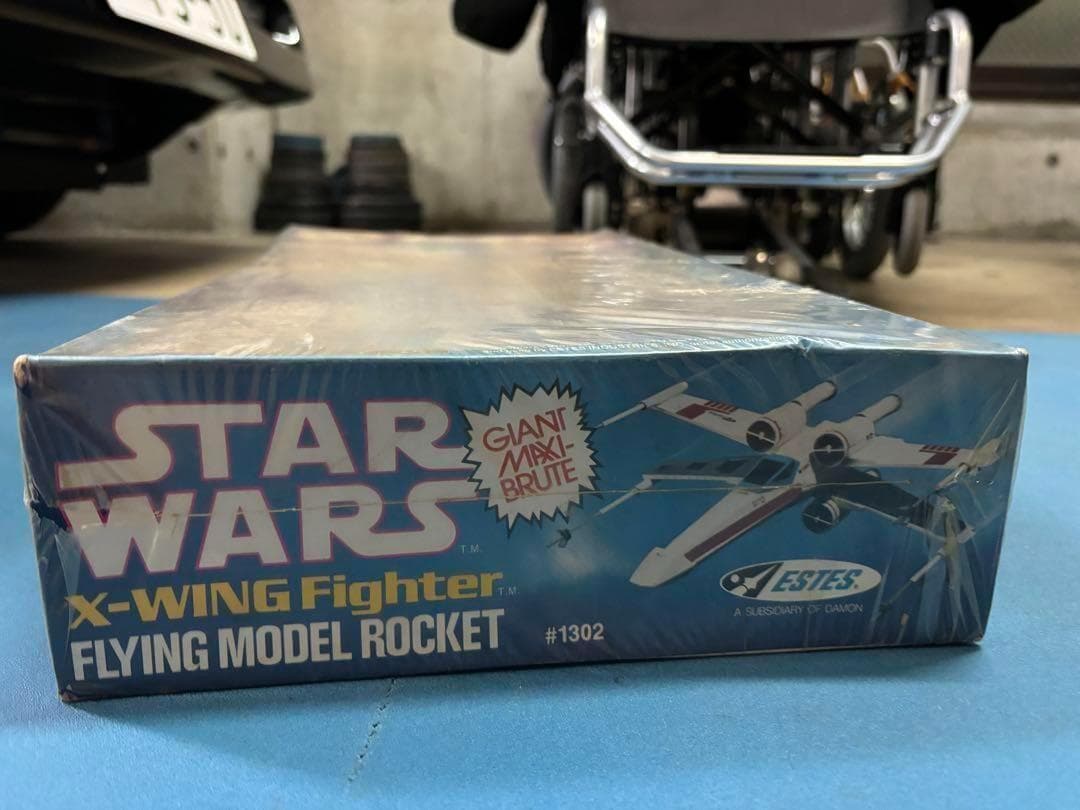 STAR
WARS
T.M.
GIANT
MAXI-
BRUTE
X-WING Fighter T.M
FLYING MODEL ROCKET
#1302
ESTES
A SUBSIDIARY OF DAMON